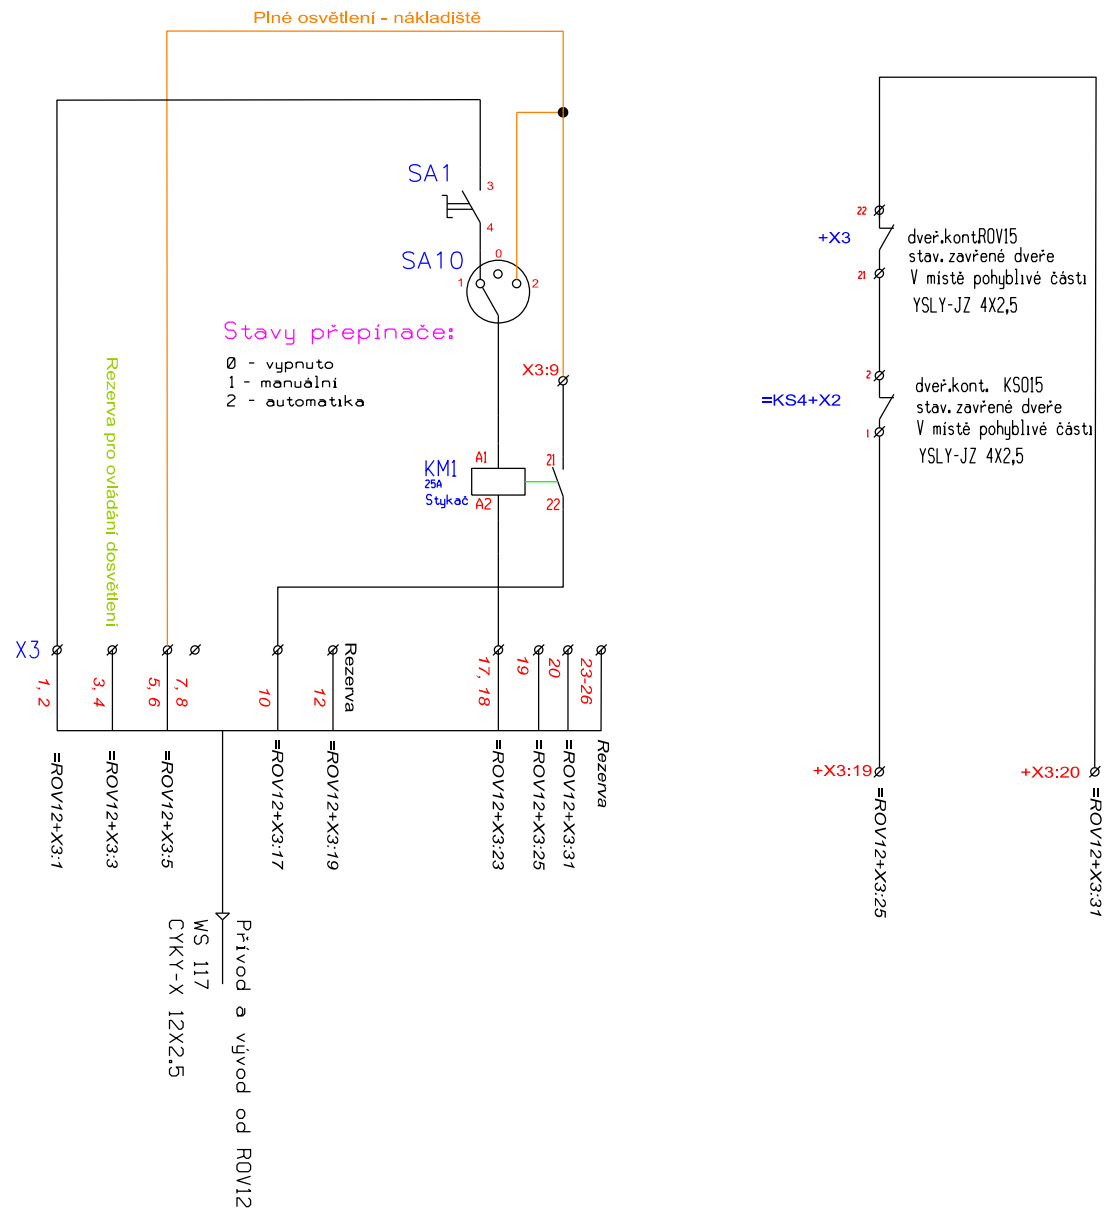 Plné osvětlení - nákladiště
SA1
3
4
SA10
0
1
2
Stavy přepínače:
0 - vypnuto
1 - manuální
2 - automatika
X3:9
Rezerva pro ovládání dosvětlení
KM1
25A
Stykač
A1
A2
21
22
X3
1, 2
3, 4
5, 6
7, 8
10
12
Rezerva
17, 18
19
20
23-26
=ROV12+X3:1
=ROV12+X3:3
=ROV12+X3:5
=ROV12+X3:17
=ROV12+X3:19
=ROV12+X3:23
=ROV12+X3:25
=ROV12+X3:31
Rezerva
Přívod a vývod od ROV12
WS 117
CYKY-X 12X2.5
22
+X3
21
dveř.kont.ROV15
stav. zavřené dveře
V místě pohyblivé části
YSLY-JZ 4X2,5
2
=KS4+X2
1
dveř.kont. KSO15
stav. zavřené dveře
V místě pohyblivé části
YSLY-JZ 4X2,5
+X3:19
=ROV12+X3:25
+X3:20
=ROV12+X3:31